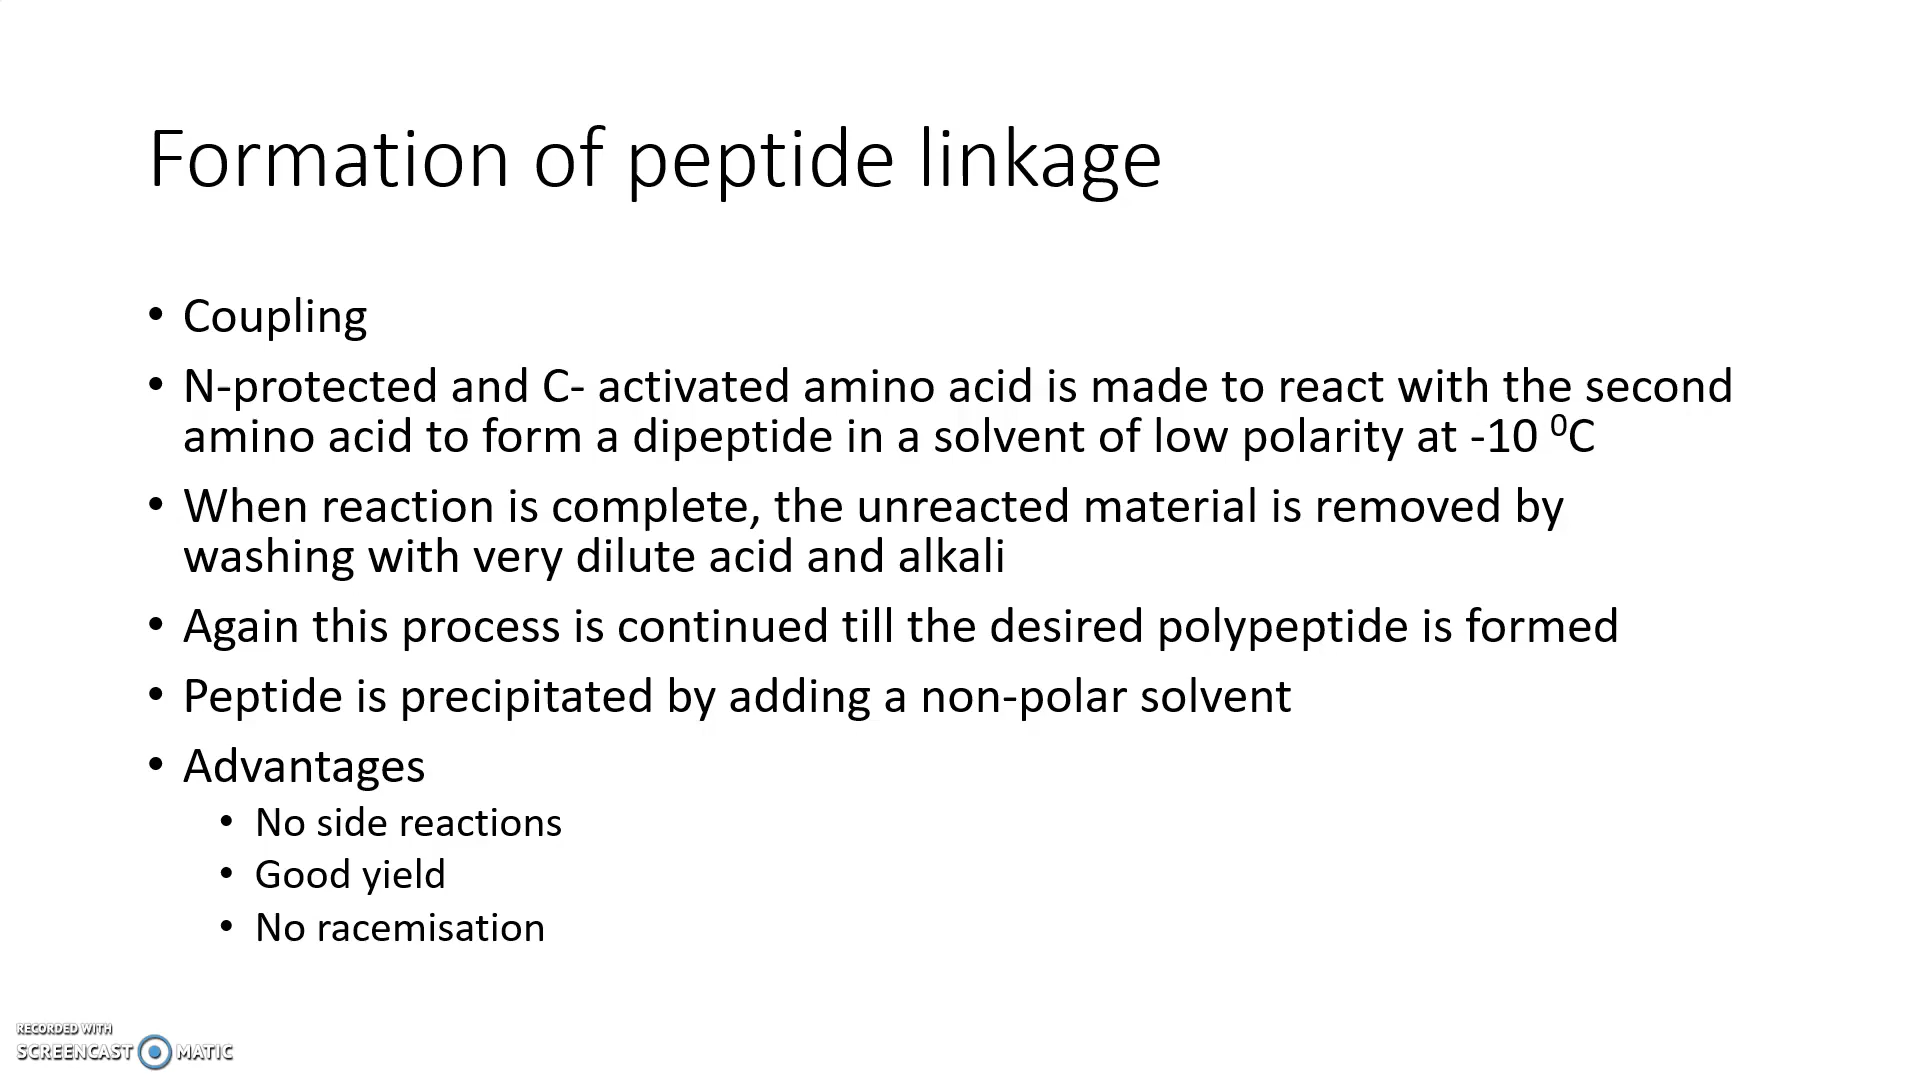 Formation of peptide linkage
• Coupling
• N-protected and C- activated amino acid is made to react with the second
amino acid to form a dipeptide in a solvent of low polarity at -10 ⁰C
• When reaction is complete, the unreacted material is removed by
washing with very dilute acid and alkali
• Again this process is continued till the desired polypeptide is formed
• Peptide is precipitated by adding a non-polar solvent
• Advantages
• No side reactions
• Good yield
• No racemisation
RECORDED WITH
SCREENCAST MATIC